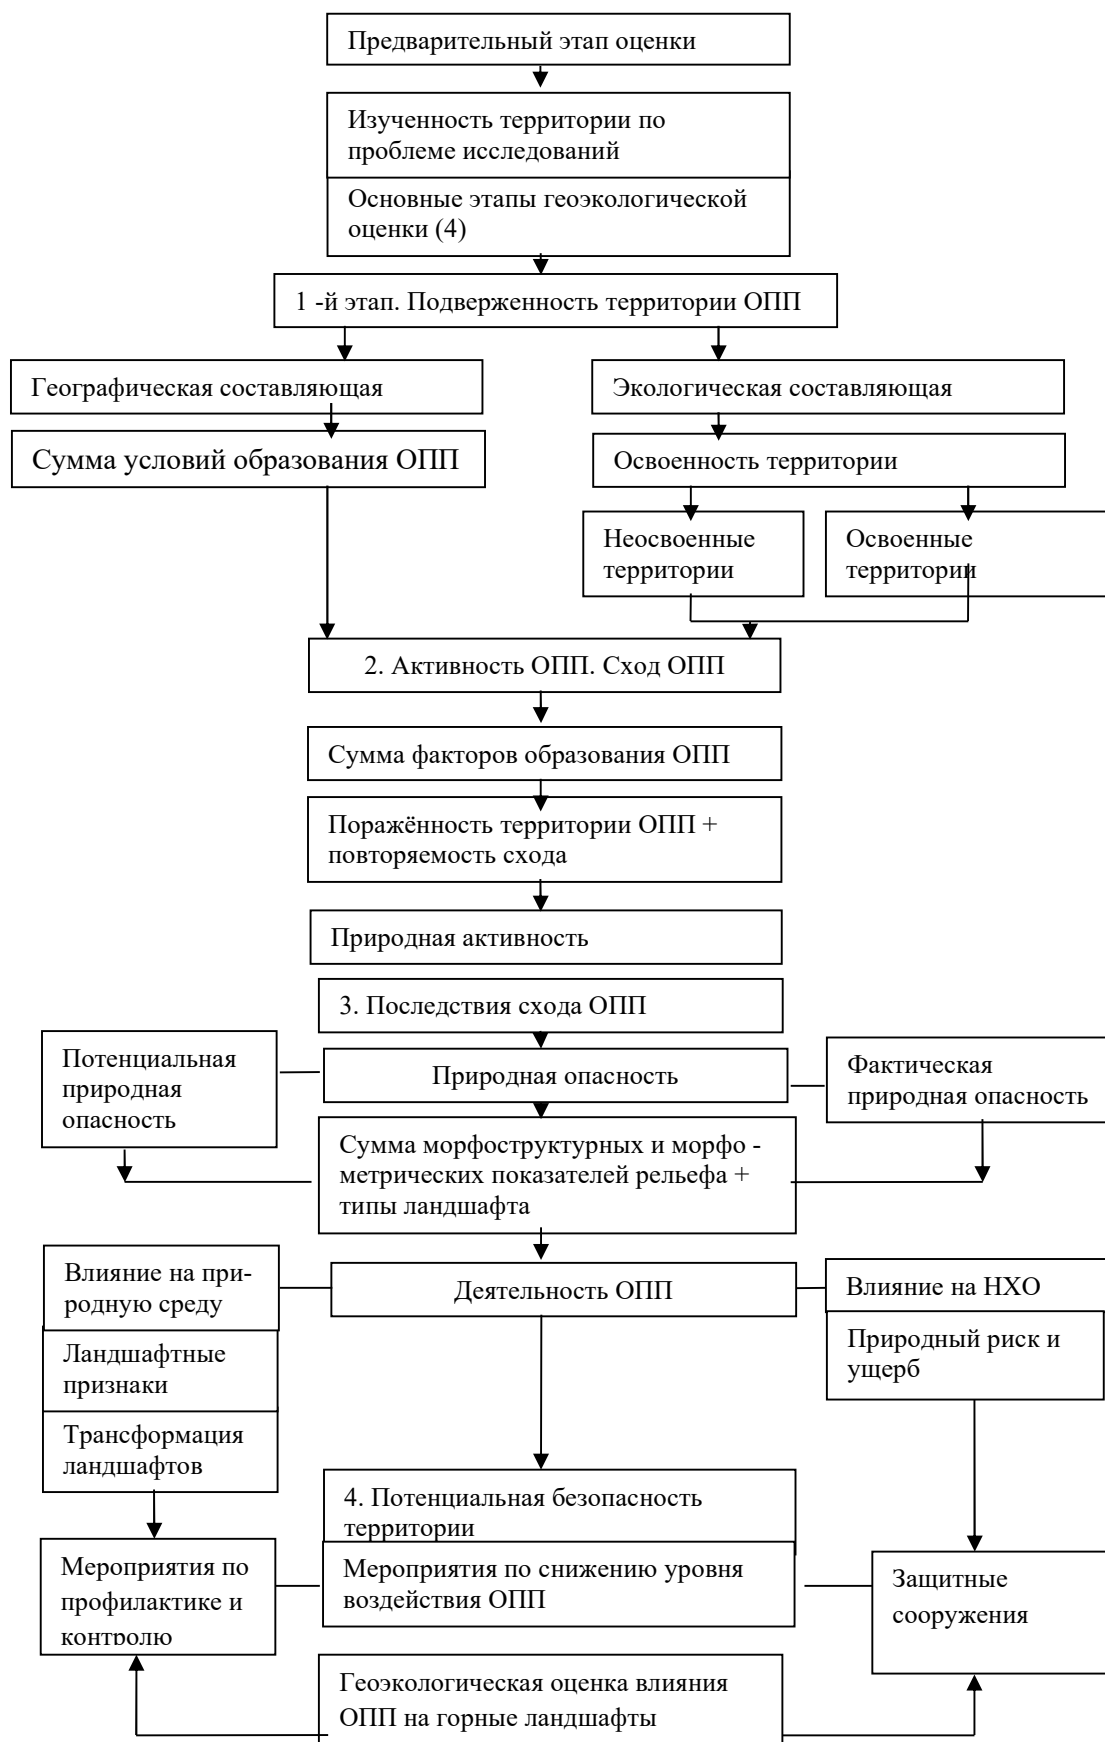 Предварительный этап оценки
Изученность территории по
проблеме исследований
Основные этапы геоэкологической
оценки (4)
1 -й этап. Подверженность территории ОПП
Географическая составляющая
Экологическая составляющая
Сумма условий образования ОПП
Освоенность территории
Неосвоенные
территории
Освоенные
территории
2. Активность ОПП. Сход ОПП
Сумма факторов образования ОПП
Поражённость территории ОПП +
повторяемость схода
Природная активность
3. Последствия схода ОПП
Потенциальная
природная
опасность
Природная опасность
Фактическая
природная опасность
Сумма морфоструктурных и морфо -
метрических показателей рельефа +
типы ландшафта
Влияние на при-
родную среду
Деятельность ОПП
Влияние на НХО
Ландшафтные
признаки
Природный риск и
ущерб
Трансформация
ландшафтов
4. Потенциальная безопасность
территории
Мероприятия по
профилактике и
контролю
Мероприятия по снижению уровня
воздействия ОПП
Защитные
сооружения
Геоэкологическая оценка влияния
ОПП на горные ландшафты